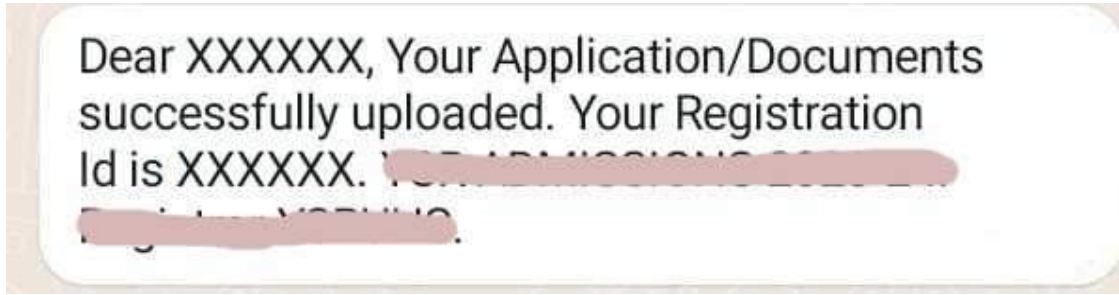 Dear XXXXXX, Your Application/Documents
successfully uploaded. Your Registration
Id is XXXXXX.